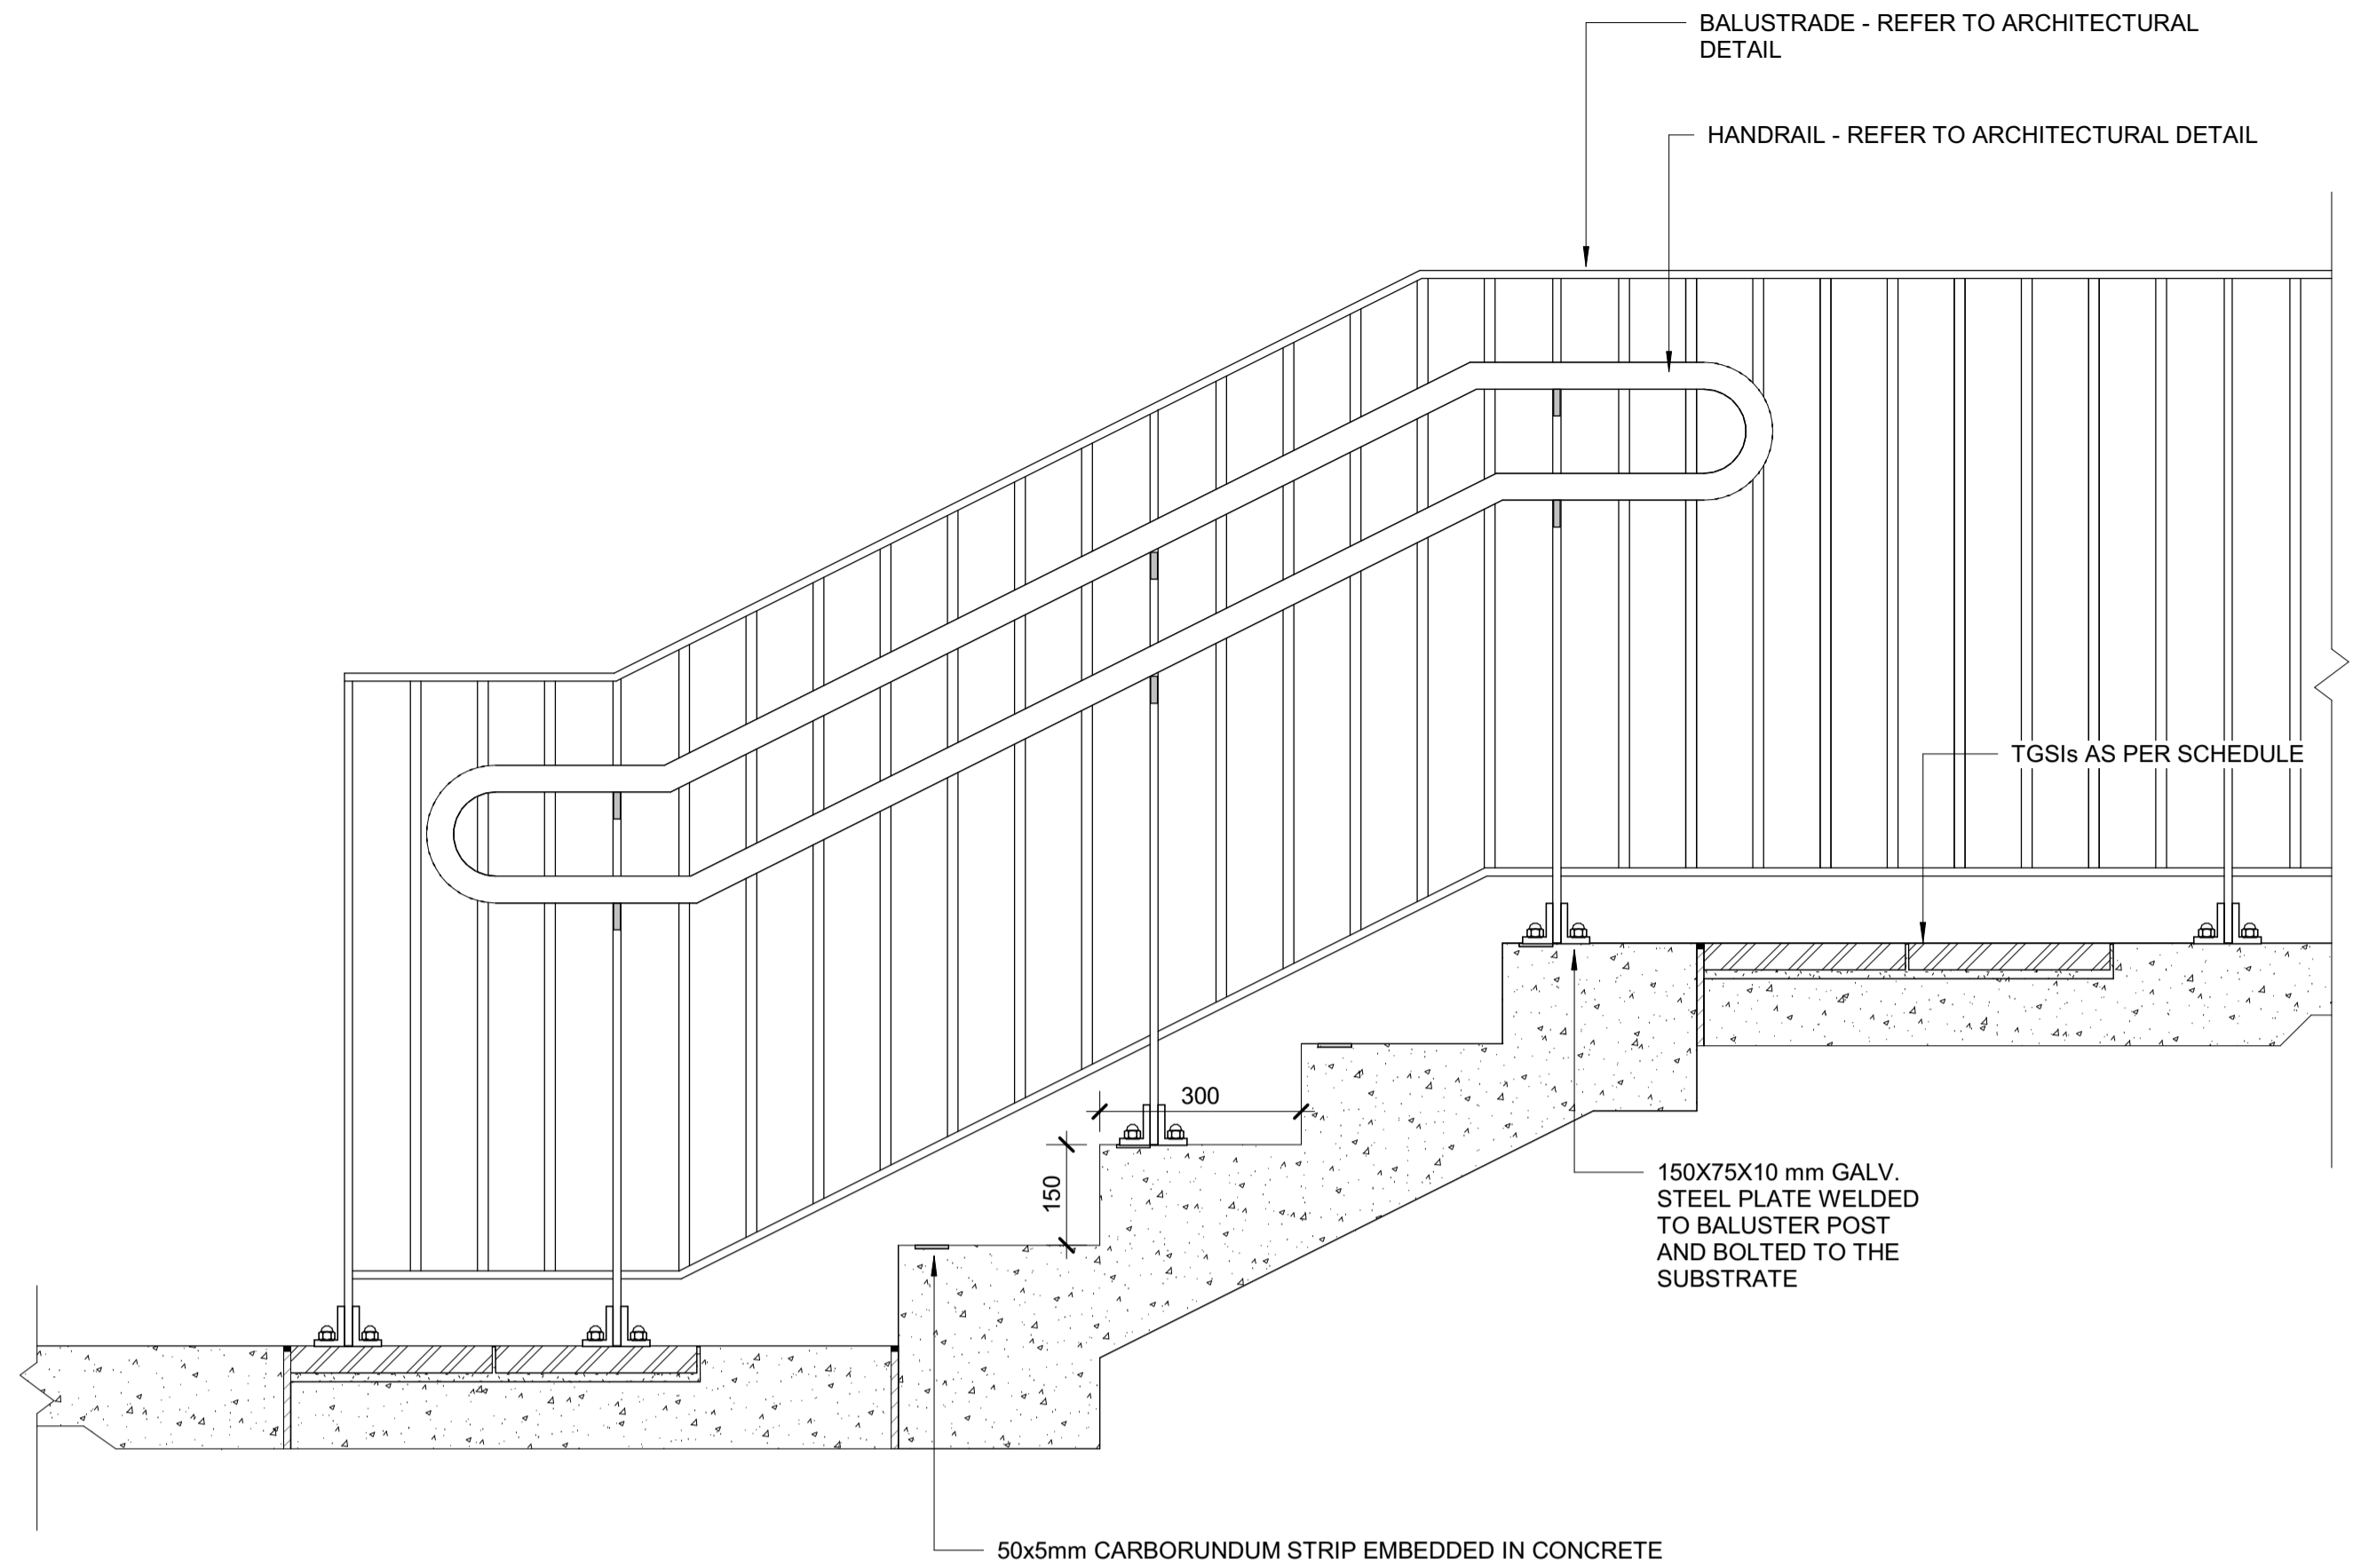 BALUSTRADE - REFER TO ARCHITECTURAL
DETAIL
HANDRAIL - REFER TO ARCHITECTURAL DETAIL
TGSIs AS PER SCHEDULE
300
150
150X75X10 mm GALV.
STEEL PLATE WELDED
TO BALUSTER POST
AND BOLTED TO THE
SUBSTRATE
50x5mm CARBORUNDUM STRIP EMBEDDED IN CONCRETE